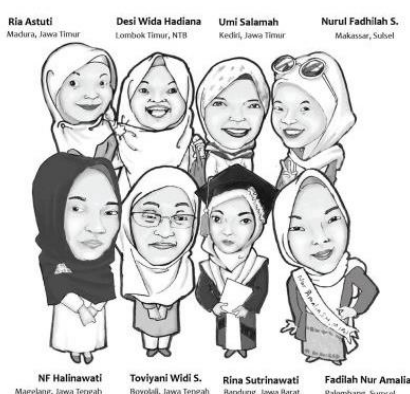 Ria Astuti
Madura, Jawa Timur
Desi Wida Hadiana
Lombok Timur, NTB
Umi Salamah
Kediri, Jawa Timur
Nurul Fadhilah S.
Makassar, Sulsel
NF Halinawati
Magelang, Jawa Tengah
Toviyani Widi S.
Boyolali, Jawa Tengah
Rina Sutrinawati
Bandung, Jawa Barat
Fadilah Nur Amalia
Palembang, Sumsel